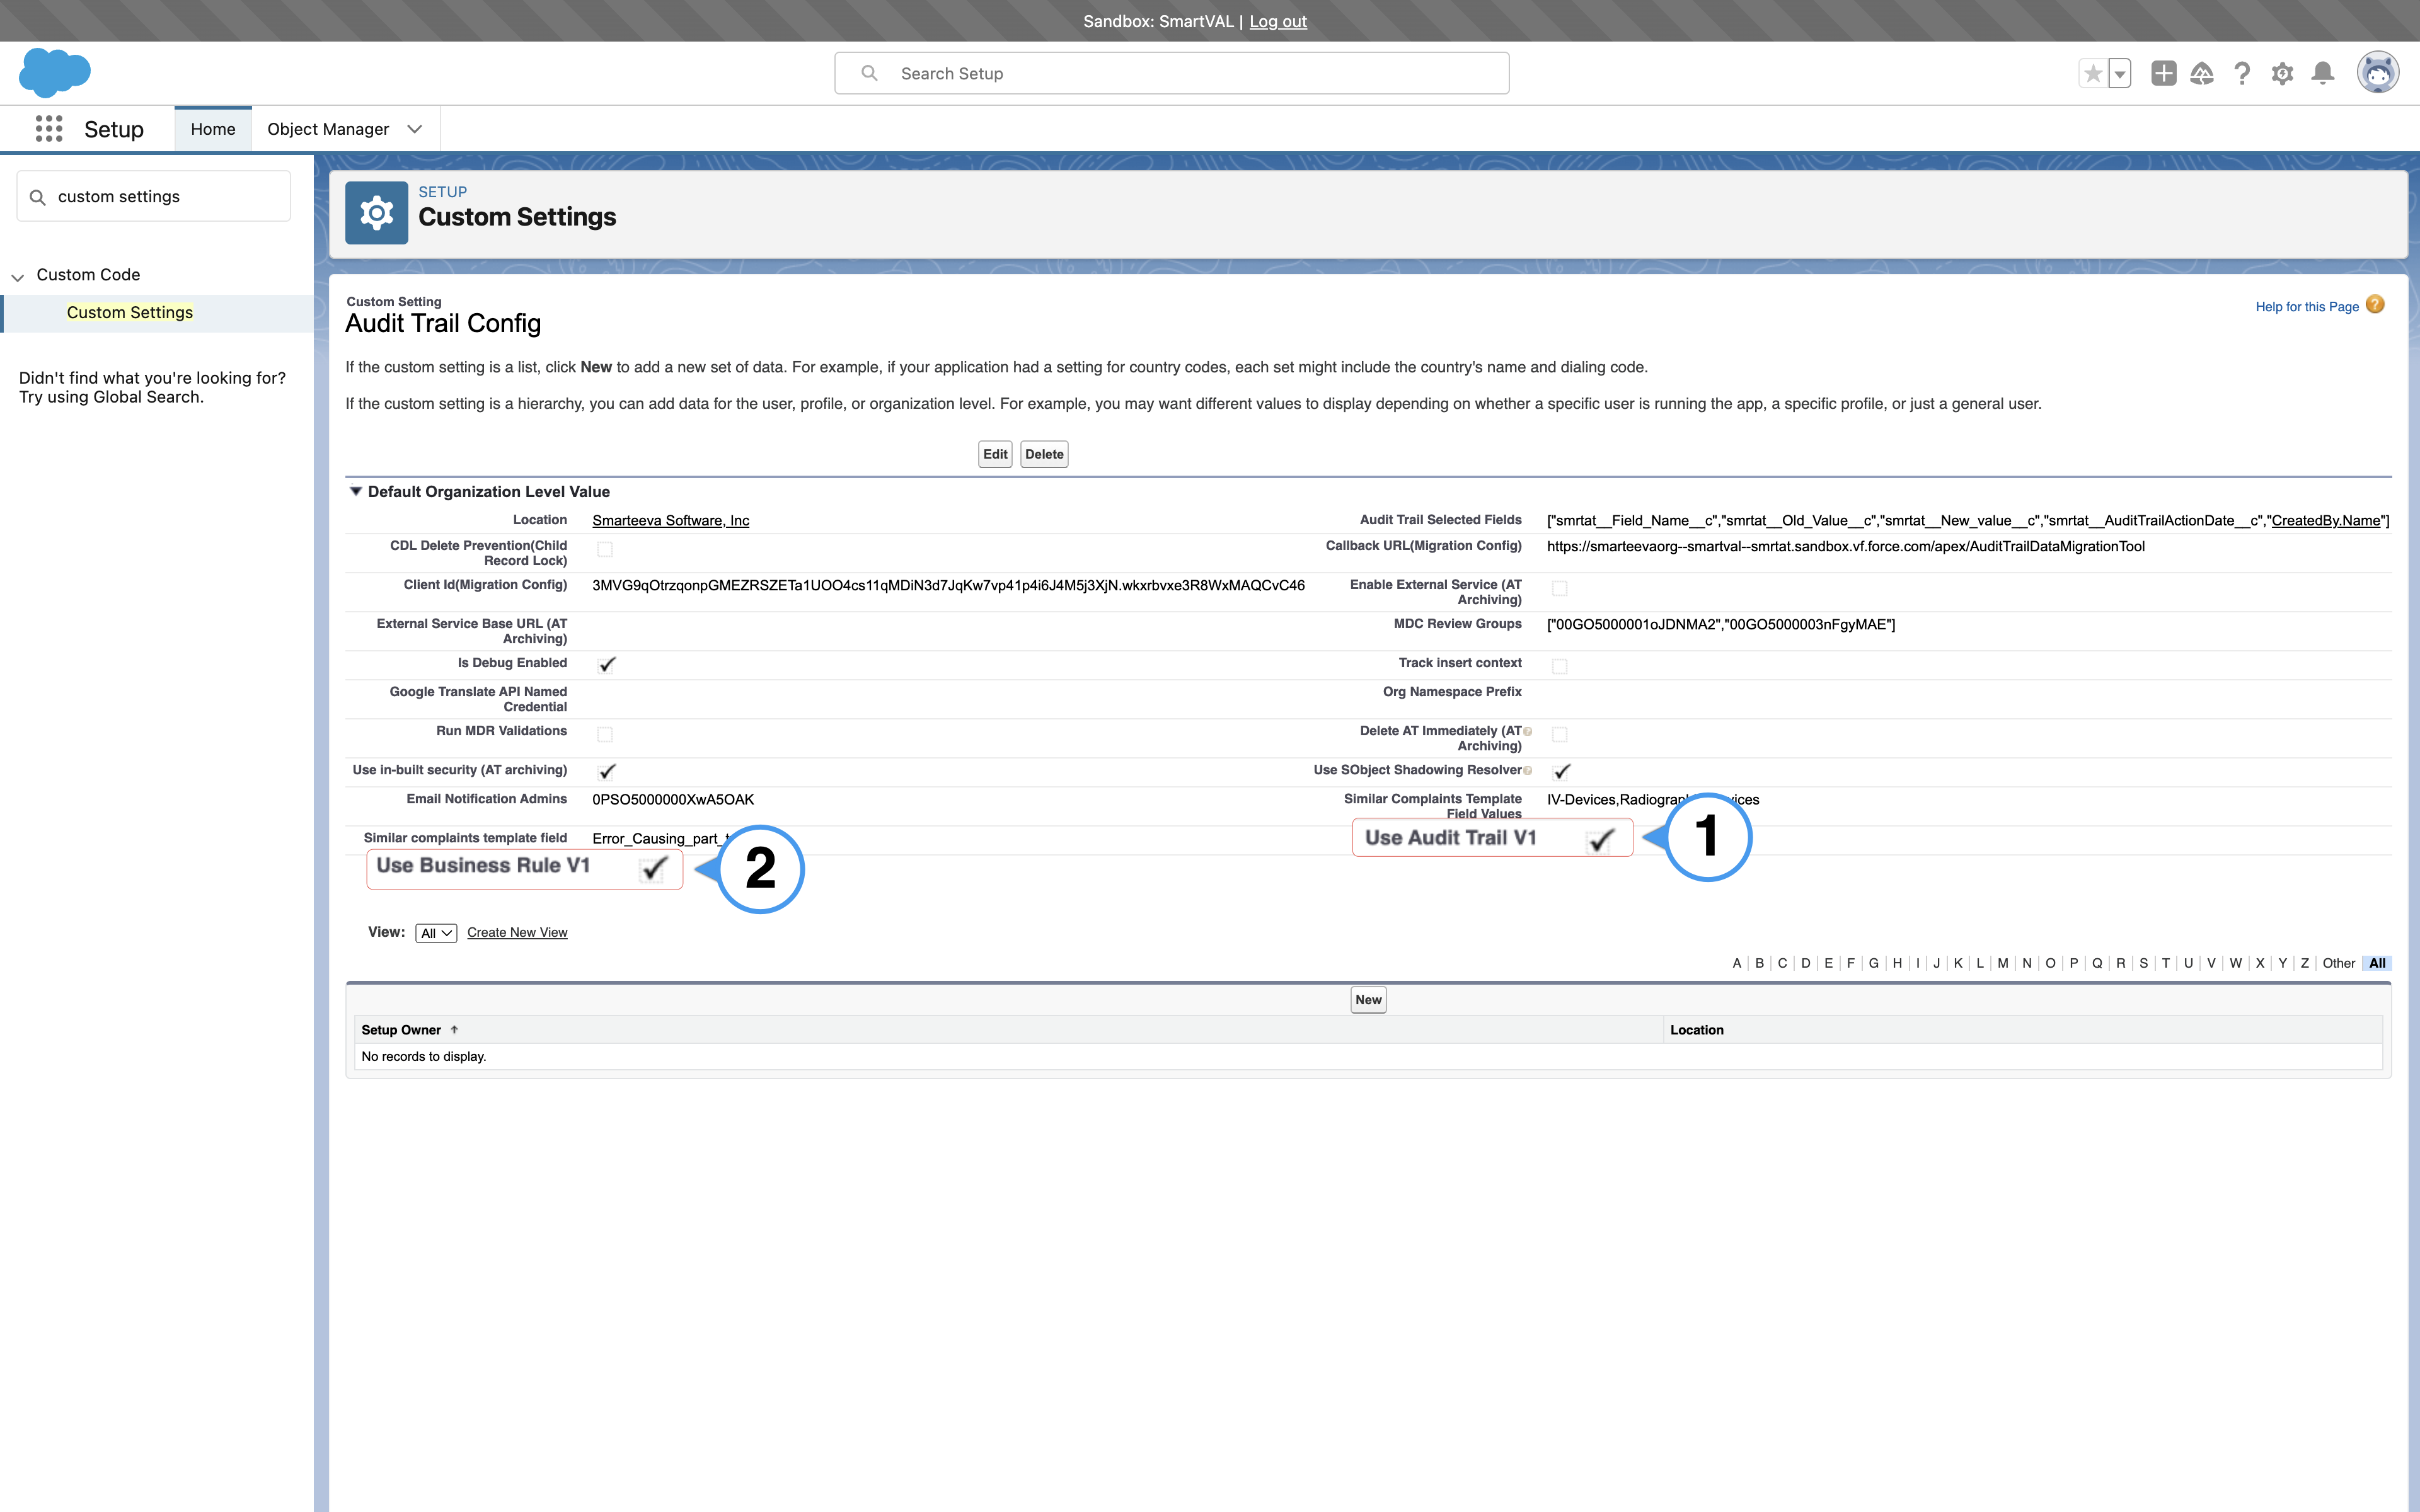 Sandbox: SmartVAL | Log out
Search Setup
Setup
Home
Object Manager
custom settings
Custom Code
Custom Settings
Didn't find what you're looking for?
Try using Global Search.
SETUP
Custom Settings
Custom Setting
Audit Trail Config
Help for this Page
If the custom setting is a list, click New to add a new set of data. For example, if your application had a setting for country codes, each set might include the country's name and dialing code.
If the custom setting is a hierarchy, you can add data for the user, profile, or organization level. For example, you may want different values to display depending on whether a specific user is running the app, a specific profile, or just a general user.
Edit Delete
Default Organization Level Value
Location Smarteeva Software, Inc
Audit Trail Selected Fields ["smrtat__Field_Name__c","smrtat__Old_Value__c","smrtat__New_value__c","smrtat__AuditTrailActionDate__c","CreatedBy.Name"]
CDL Delete Prevention(Child
Record Lock)
Callback URL(Migration Config) https://smarteevaorg--smartval--smrtat.sandbox.vf.force.com/apex/AuditTrailDataMigrationTool
Client Id(Migration Config) 3MVG9qOtrzqonpGMEZRSZETa1UOO4cs11qMDiN3d7JqKw7vp41p4i6J4M5j3XjN.wkxrbvxe3R8WxMAQCvC46
Enable External Service (AT
Archiving)
External Service Base URL (AT
Archiving)
MDC Review Groups ["00GO5000001oJDNMA2","00GO5000003nFgyMAE"]
Is Debug Enabled
Track insert context
Google Translate API Named
Credential
Org Namespace Prefix
Run MDR Validations
Delete AT Immediately (AT
Archiving)
Use in-built security (AT archiving)
Use SObject Shadowing Resolver
Email Notification Admins 0PSO5000000XwA5OAK
Similar Complaints Template
Field Values
IV-Devices,Radiograp
Similar complaints template field Error_Causing_part_
Use Audit Trail V1
1
Use Business Rule V1
2
View: All Create New View
A B C D E F G H I J K L M N O P Q R S T U V W X Y Z Other All
New
Setup Owner Location
No records to display.